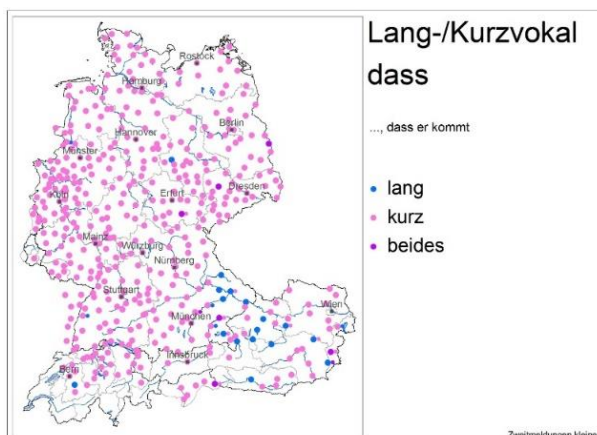 Lang-/Kurzvokal
dass
..., dass er kommt
lang
kurz
beides
Rostock
Hamburg
Berlin
Hannover
Münster
Köln
Erfurt
Dresden
Mainz
Würzburg
Nürnberg
Stuttgart
München
Wien
Innsbruck
Bern